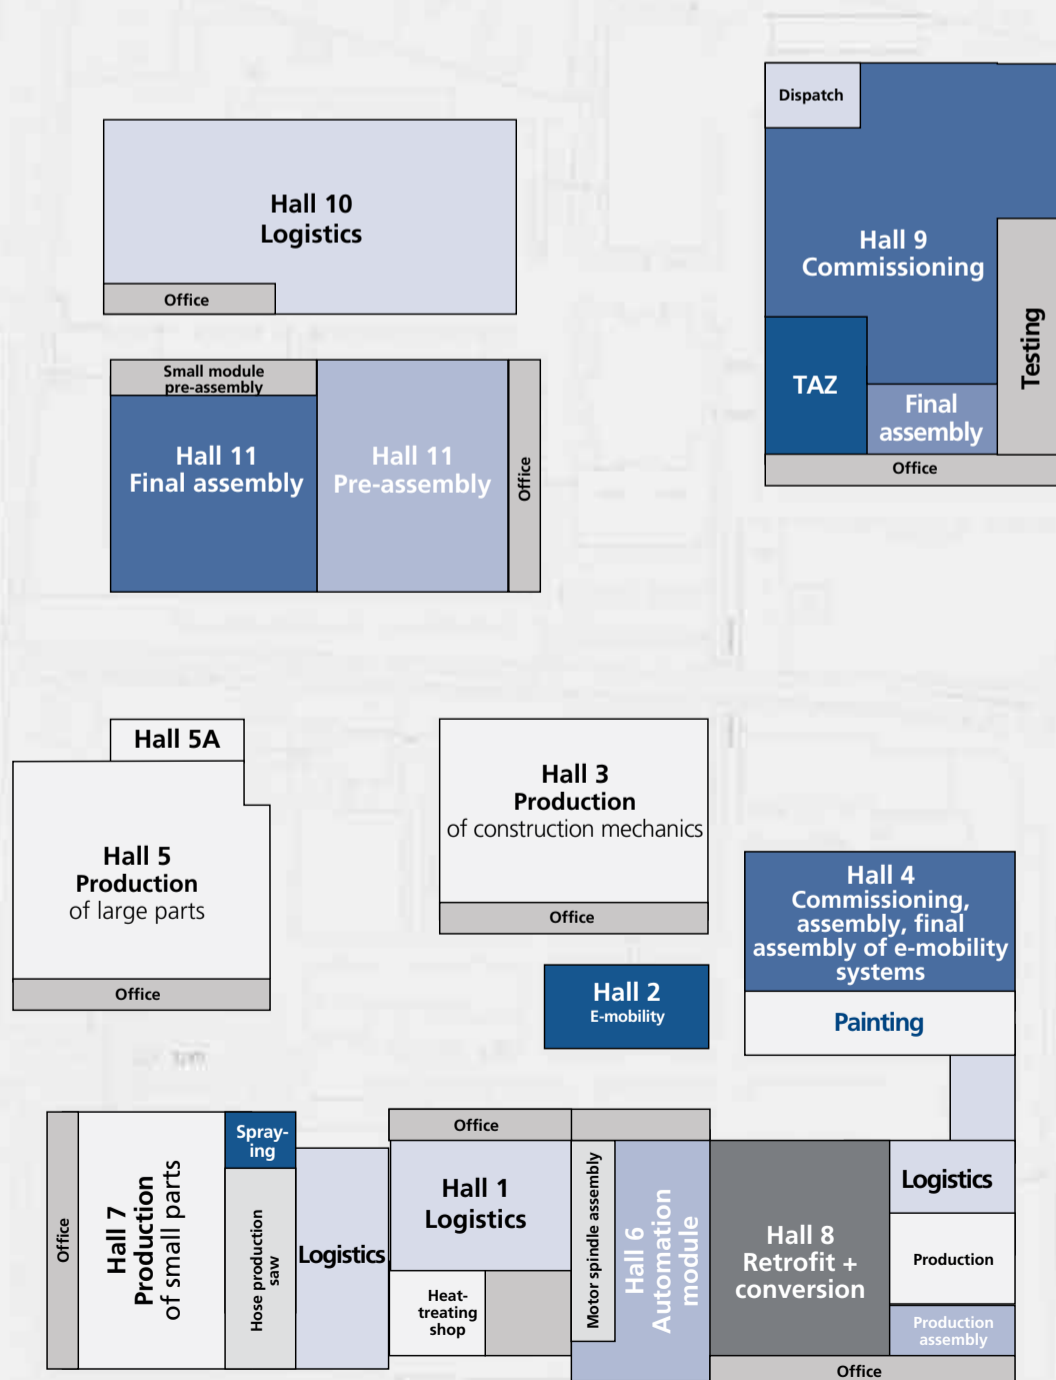 Dispatch
Hall 10
Logistics
Office
Hall 9
Commissioning
Testing
TAZ
Final
assembly
Office
Small module
pre-assembly
Hall 11
Final assembly
Hall 11
Pre-assembly
Office
Hall 5A
Hall 5
Production
of large parts
Office
Hall 3
Production
of construction mechanics
Office
Hall 4
Commissioning,
assembly, final
assembly of e-mobility
systems
Painting
Hall 2
E-mobility
Office
Hall 7
Production
of small parts
Spray-
ing
Hose production
saw
Logistics
Office
Hall 1
Logistics
Heat-
treating
shop
Motor spindle assembly
Hall 6
Automation
module
Hall 8
Retrofit +
conversion
Logistics
Production
Production
assembly
Office